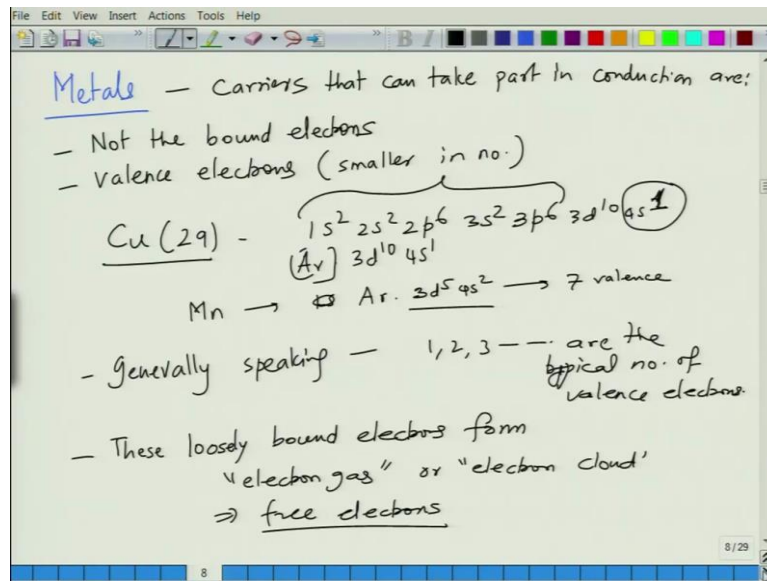 File Edit View Insert Actions Tools Help
Metals — Carriers that can take part in conduction are:
— Not the bound electrons
— Valence electrons (smaller in no.)
Cu (29) - 1s² 2s² 2p⁶ 3s² 3p⁶ 3d¹⁰ 4s¹
[Ar] 3d¹⁰ 4s¹
Mn → Ar. 3d⁵ 4s² → 7 valence
- Generally speaking — 1, 2, 3 — — . are the
typical no. of
valence electrons.
— These loosely bound electrons form
"electron gas" or "electron cloud"
⇒ free electrons
8/29
8